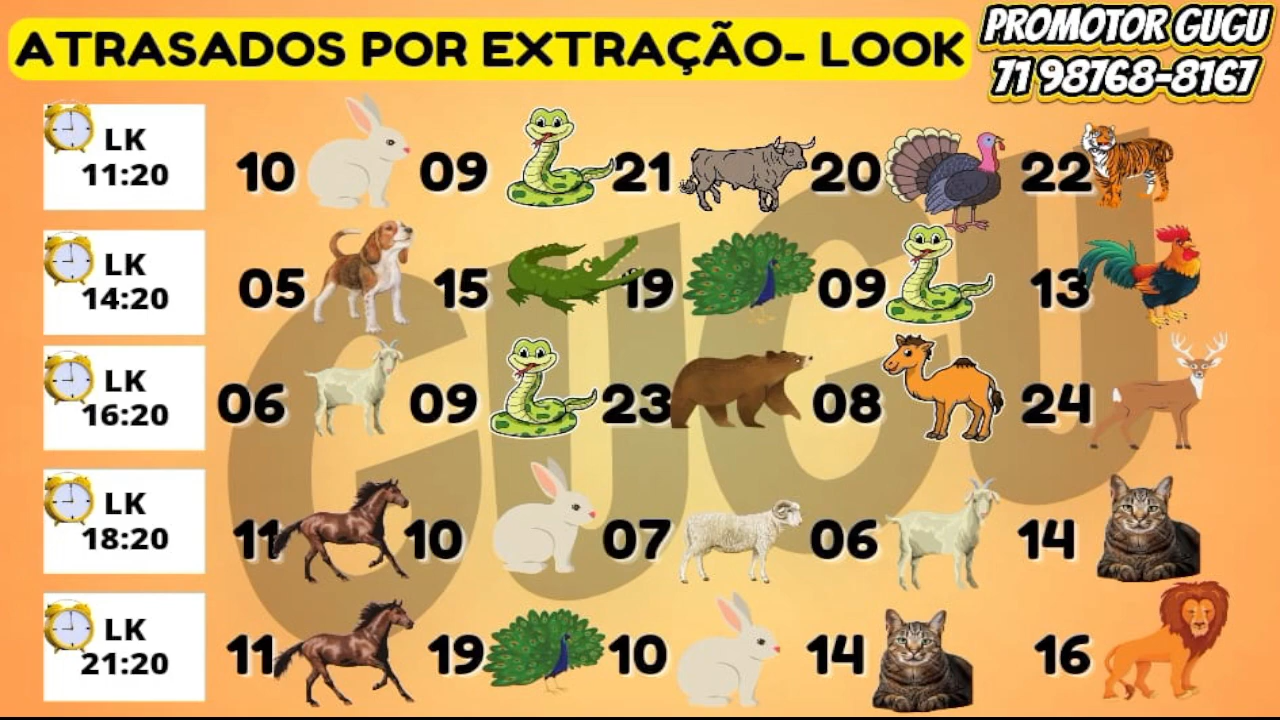 ATRASADOS POR EXTRAÇÃO- LOOK
PROMOTOR GUGU
71 98768-8167
LK
11:20
10 09 21 20 22
LK
14:20
05 15 19 09 13
LK
16:20
06 09 23 08 24
LK
18:20
11 10 07 06 14
LK
21:20
11 19 10 14 16
GUGU